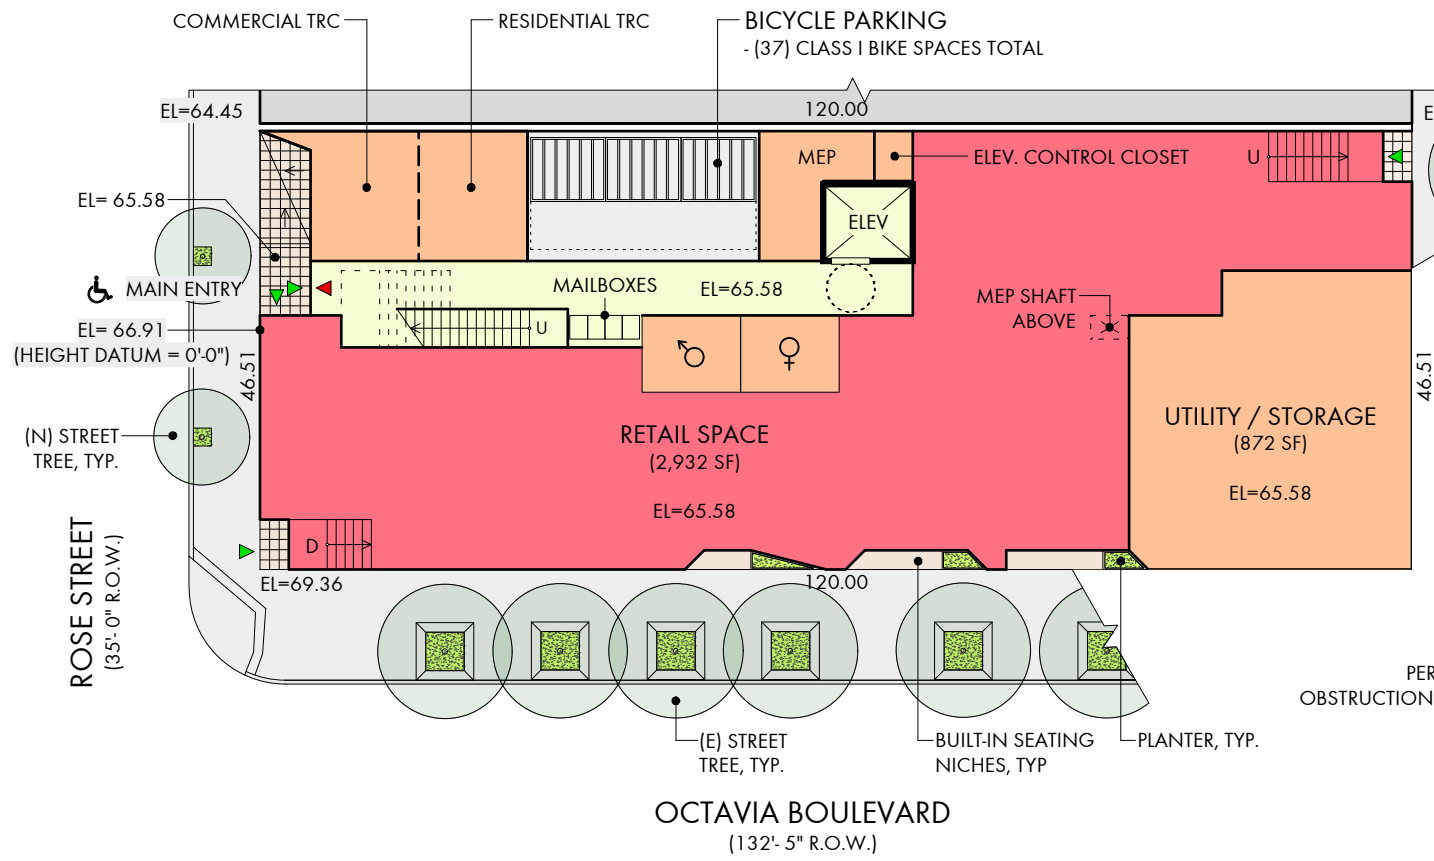 COMMERCIAL TRC
RESIDENTIAL TRC
BICYCLE PARKING
- (37) CLASS I BIKE SPACES TOTAL
EL=64.45
120.00
E
MEP
ELEV. CONTROL CLOSET
U
EL= 65.58
ELEV
MAIN ENTRY
MAILBOXES
EL=65.58
MEP SHAFT
ABOVE
EL= 66.91
(HEIGHT DATUM = 0'-0")
U
46.51
46.51
(N) STREET
TREE, TYP.
RETAIL SPACE
(2,932 SF)
EL=65.58
UTILITY / STORAGE
(872 SF)
EL=65.58
D
EL=69.36
120.00
ROSE STREET
(35'- 0" R.O.W.)
PER
OBSTRUCTION
(E) STREET
TREE, TYP.
BUILT-IN SEATING
NICHES, TYP
PLANTER, TYP.
OCTAVIA BOULEVARD
(132'- 5" R.O.W.)